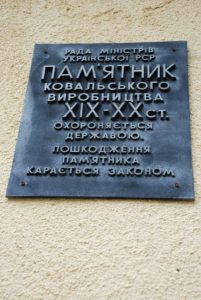 РАДА МІНІСТРІВ
УКРАЇНСЬКОЇ РСР
ПАМ'ЯТНИК
КОВАЛЬСЬКОГО
ВИРОБНИЦТВА
XIX-XX СТ.
ОХОРОНЯЄТЬСЯ
ДЕРЖАВОЮ.
ПОШКОДЖЕННЯ
ПАМ'ЯТНИКА
КАРАЄТЬСЯ ЗАКОНОМ